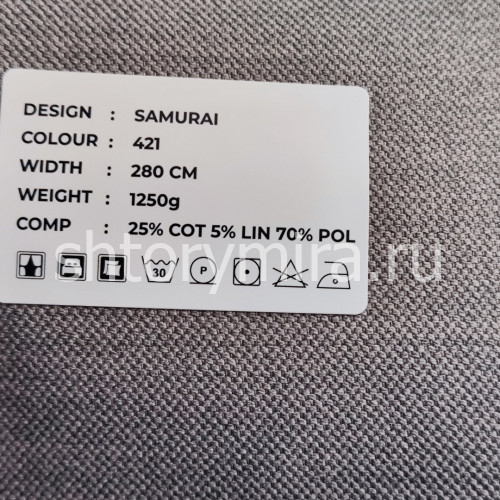 DESIGN : SAMURAI
COLOUR : 421
WIDTH : 280 CM
WEIGHT : 1250g
COMP : 25% COT 5% LIN 70% POL
30 P
shtorymira.ru